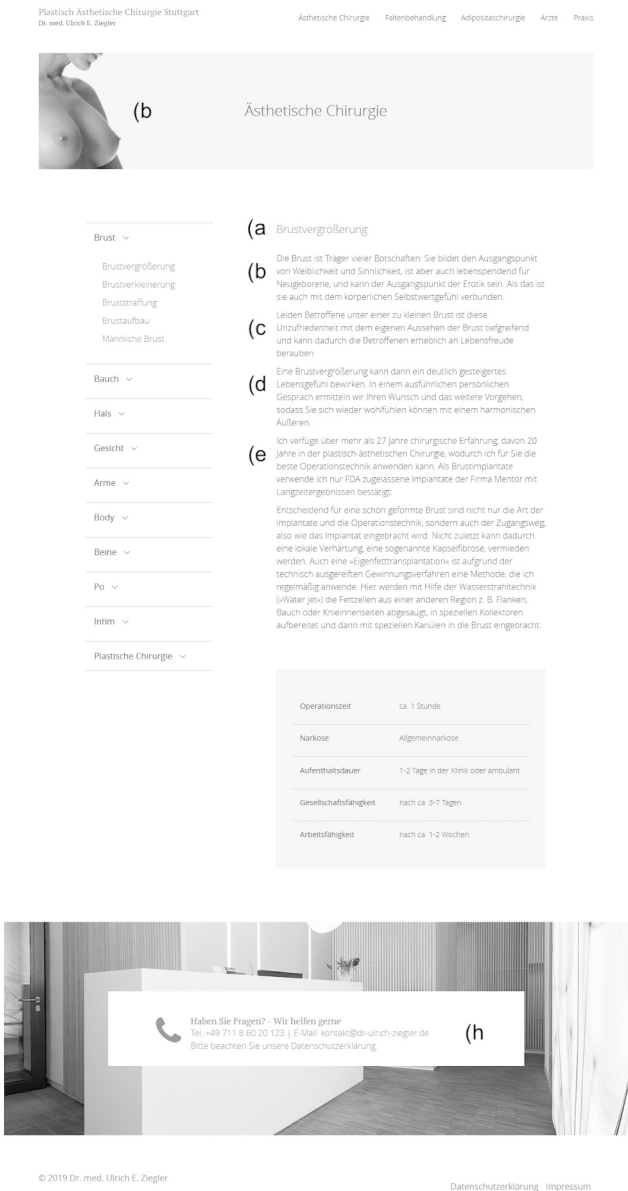 Plastisch Ästhetische Chirurgie Stuttgart
Dr. med. Ulrich E. Ziegler
Ästhetische Chirurgie Faltenbehandlung Adipositaschirurgie Ärzte Praxis
(b
Ästhetische Chirurgie
Brust
Brustvergrößerung
Brustverkleinerung
Bruststraffung
Brustaufbau
Männliche Brust
Bauch
Hals
Gesicht
Arme
Body
Beine
Po
Intim
Plastische Chirurgie
(a Brustvergrößerung
(b Die Brust ist Träger vieler Botschaften: Sie bildet den Ausgangspunkt
von Weiblichkeit und Sinnlichkeit, ist aber auch lebenspendend für
Neugeborene, und kann der Ausgangspunkt der Erotik sein. Als das ist
sie auch mit dem körperlichen Selbstwertgefühl verbunden.
(c Leiden Betroffene unter einer zu kleinen Brust ist diese
Unzufriedenheit mit dem eigenen Aussehen der Brust tiefgreifend
und kann dadurch die Betroffenen erheblich an Lebensfreude
berauben.
(d Eine Brustvergrößerung kann dann ein deutlich gesteigertes
Lebensgefühl bewirken. In einem ausführlichen persönlichen
Gespräch ermitteln wir Ihren Wunsch und das weitere Vorgehen,
sodass Sie sich wieder wohlfühlen können mit einem harmonischen
Äußeren.
(e Ich verfüge über mehr als 27 Jahre chirurgische Erfahrung, davon 20
Jahre in der plastisch-ästhetischen Chirurgie, wodurch ich für Sie die
beste Operationstechnik anwenden kann. Als Brustimplantate
verwende ich nur FDA zugelassene Implantate der Firma Mentor mit
Langzeitergebnissen bestätigt.
Entscheidend für eine schön geformte Brust sind nicht nur die Art der
Implantate und die Operationstechnik, sondern auch der Zugangsweg,
also wie das Implantat eingebracht wird. Nicht zuletzt kann dadurch
eine lokale Verhärtung, eine sogenannte Kapselfibrose, vermieden
werden. Auch eine »Eigenfetttransplantation« ist aufgrund der
technisch ausgereiften Gewinnungsverfahren eine Methode, die ich
regelmäßig anwende. Hier werden mit Hilfe der Wasserstrahltechnik
(»Water Jet«) die Fettzellen aus einer anderen Region z. B. Flanken,
Bauch oder Knieinnenseiten abgesaugt, in speziellen Kollektoren
aufbereitet und dann mit speziellen Kanülen in die Brust eingebracht.
Operationszeit ca. 1 Stunde
Narkose Allgemeinnarkose
Aufenthaltsdauer 1-2 Tage in der Klinik oder ambulant
Gesellschaftsfähigkeit nach ca. 3-7 Tagen
Arbeitsfähigkeit nach ca. 1-2 Wochen
Haben Sie Fragen? – Wir helfen gerne
Tel.:+49 711 8 60 20 123 | E-Mail: kontakt@dr-ulrich-ziegler.de
Bitte beachten Sie unsere Datenschutzerklärung.
(h
© 2019 Dr. med. Ulrich E. Ziegler
Datenschutzerklärung Impressum